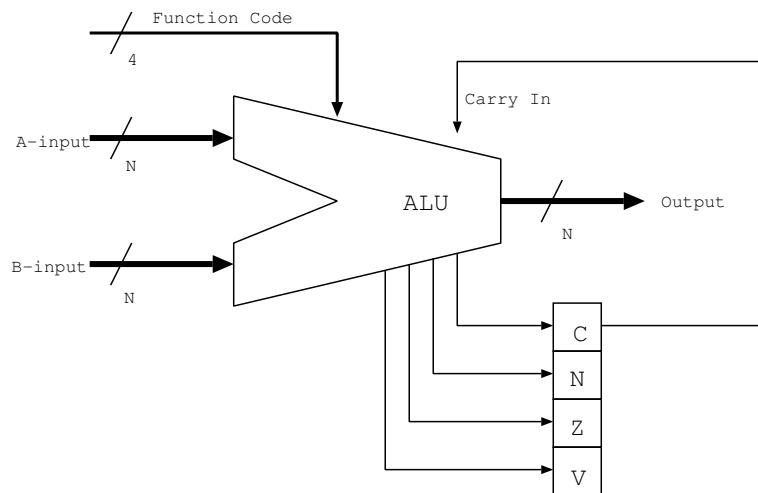 Function Code
4
Carry In
A-input
N
ALU
Output
N
B-input
N
C
N
Z
V